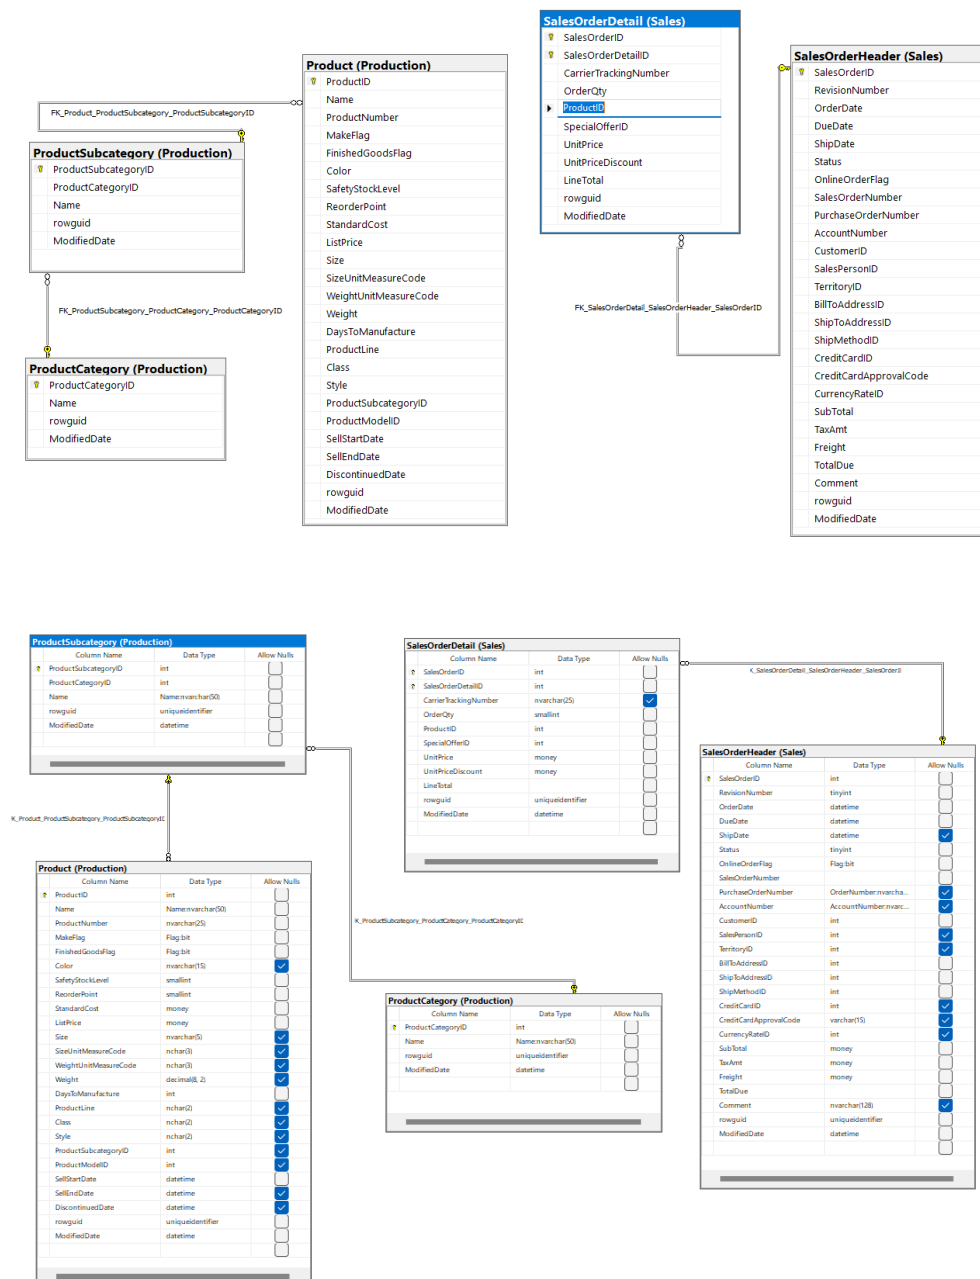 SalesOrderDetail (Sales)
SalesOrderID
SalesOrderDetailID
CarrierTrackingNumber
OrderQty
ProductID
SpecialOfferID
UnitPrice
UnitPriceDiscount
LineTotal
rowguid
ModifiedDate
SalesOrderHeader (Sales)
SalesOrderID
RevisionNumber
OrderDate
DueDate
ShipDate
Status
OnlineOrderFlag
SalesOrderNumber
PurchaseOrderNumber
AccountNumber
CustomerID
SalesPersonID
TerritoryID
BillToAddressID
ShipToAddressID
ShipMethodID
CreditCardID
CreditCardApprovalCode
CurrencyRateID
SubTotal
TaxAmt
Freight
TotalDue
Comment
rowguid
ModifiedDate
FK_SalesOrderDetail_SalesOrderHeader_SalesOrderID
Product (Production)
ProductID
Name
ProductNumber
MakeFlag
FinishedGoodsFlag
Color
SafetyStockLevel
ReorderPoint
StandardCost
ListPrice
Size
SizeUnitMeasureCode
WeightUnitMeasureCode
Weight
DaysToManufacture
ProductLine
Class
Style
ProductSubcategoryID
ProductModelID
SellStartDate
SellEndDate
DiscontinuedDate
rowguid
ModifiedDate
FK_Product_ProductSubcategory_ProductSubcategoryID
ProductSubcategory (Production)
ProductSubcategoryID
ProductCategoryID
Name
rowguid
ModifiedDate
FK_ProductSubcategory_ProductCategory_ProductCategoryID
ProductCategory (Production)
ProductCategoryID
Name
rowguid
ModifiedDate
ProductSubcategory (Production)
Column Name Data Type Allow Nulls
ProductSubcategoryID int
ProductCategoryID int
Name Name:nvarchar(50)
rowguid uniqueidentifier
ModifiedDate datetime
SalesOrderDetail (Sales)
Column Name Data Type Allow Nulls
SalesOrderID int
SalesOrderDetailID int
CarrierTrackingNumber nvarchar(25)
OrderQty smallint
ProductID int
SpecialOfferID int
UnitPrice money
UnitPriceDiscount money
LineTotal
rowguid uniqueidentifier
ModifiedDate datetime
K_SalesOrderDetail_SalesOrderHeader_SalesOrderII
SalesOrderHeader (Sales)
Column Name Data Type Allow Nulls
SalesOrderID int
RevisionNumber tinyint
OrderDate datetime
DueDate datetime
ShipDate datetime
Status tinyint
OnlineOrderFlag Flag:bit
SalesOrderNumber
PurchaseOrderNumber OrderNumber:nvarcha...
AccountNumber AccountNumber:nvarc...
CustomerID int
SalesPersonID int
TerritoryID int
BillToAddressID int
ShipToAddressID int
ShipMethodID int
CreditCardID int
CreditCardApprovalCode varchar(15)
CurrencyRateID int
SubTotal money
TaxAmt money
Freight money
TotalDue
Comment nvarchar(128)
rowguid uniqueidentifier
ModifiedDate datetime
K_Product_ProductSubcategory_ProductSubcategoryII
Product (Production)
Column Name Data Type Allow Nulls
ProductID int
Name Name:nvarchar(50)
ProductNumber nvarchar(25)
MakeFlag Flag:bit
FinishedGoodsFlag Flag:bit
Color nvarchar(15)
SafetyStockLevel smallint
ReorderPoint smallint
StandardCost money
ListPrice money
Size nvarchar(5)
SizeUnitMeasureCode nchar(3)
WeightUnitMeasureCode nchar(3)
Weight decimal(8, 2)
DaysToManufacture int
ProductLine nchar(2)
Class nchar(2)
Style nchar(2)
ProductSubcategoryID int
ProductModelID int
SellStartDate datetime
SellEndDate datetime
DiscontinuedDate datetime
rowguid uniqueidentifier
ModifiedDate datetime
K_ProductSubcategory_ProductCategory_ProductCategoryII
ProductCategory (Production)
Column Name Data Type Allow Nulls
ProductCategoryID int
Name Name:nvarchar(50)
rowguid uniqueidentifier
ModifiedDate datetime